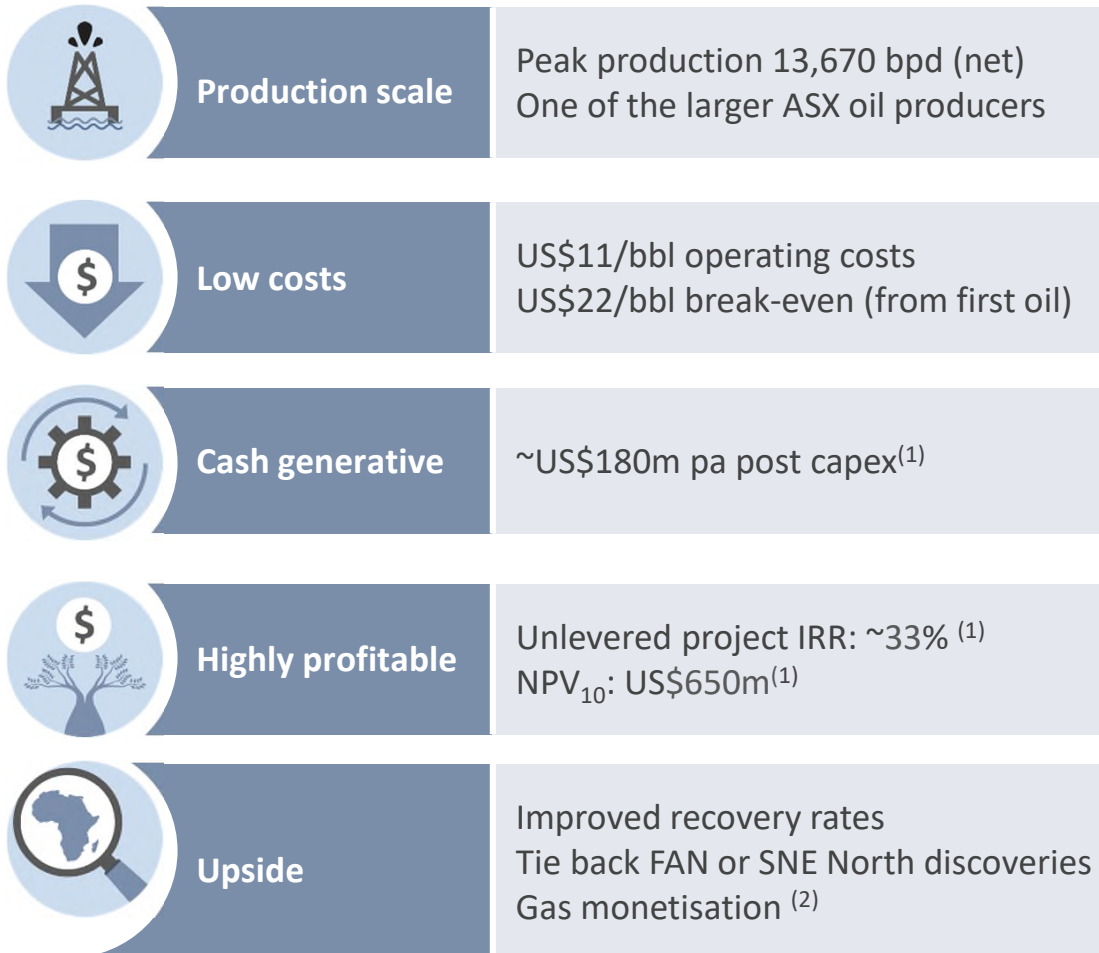 Production scale
Peak production 13,670 bpd (net)
One of the larger ASX oil producers
$
Low costs
US$11/bbl operating costs
US$22/bbl break-even (from first oil)
$
Cash generative
~US$180m pa post capex(1)
$
Highly profitable
Unlevered project IRR: ~33% (1)
NPV10: US$650m(1)
Upside
Improved recovery rates
Tie back FAN or SNE North discoveries
Gas monetisation (2)